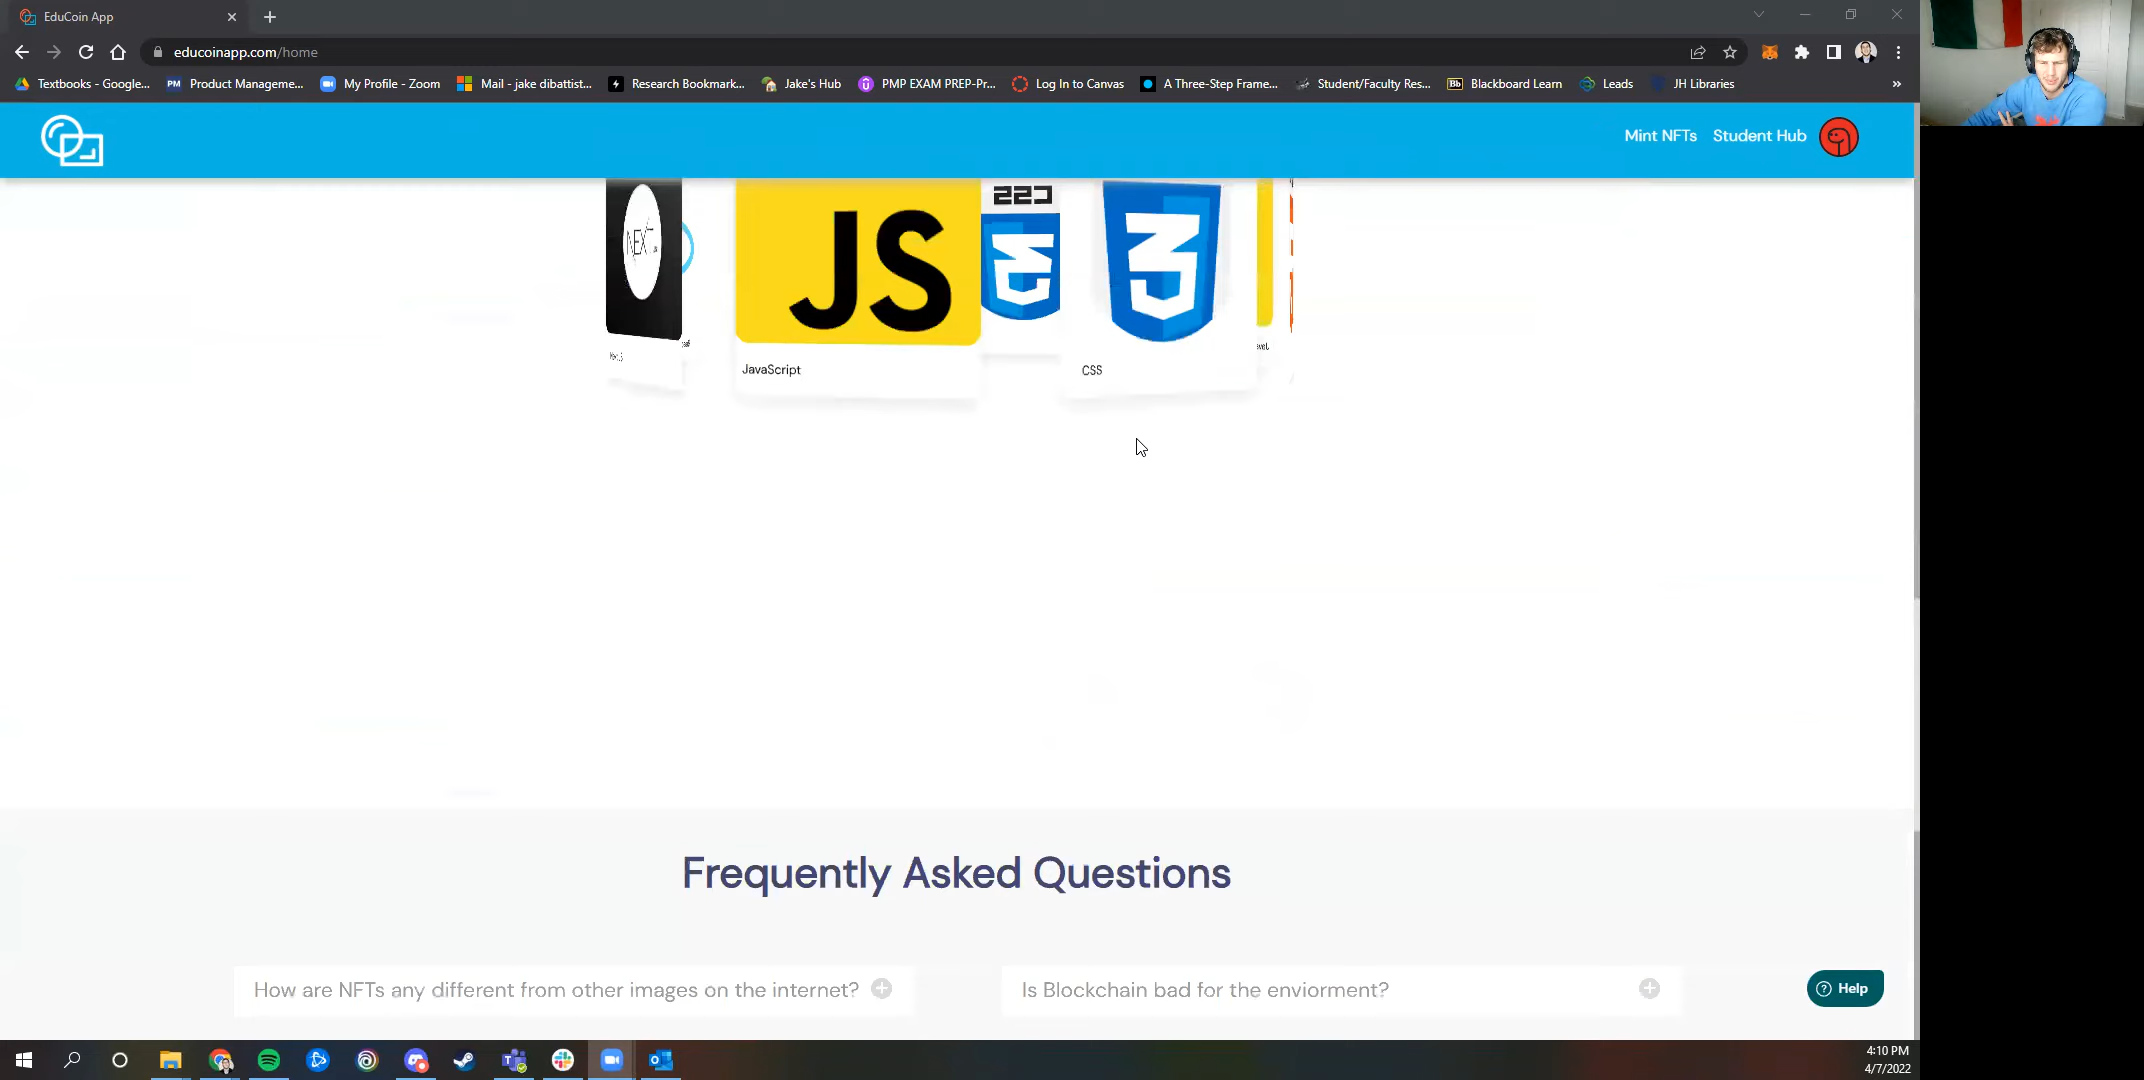 EduCoin App
educoinapp.com/home
Textbooks - Google...
Product Manageme...
My Profile - Zoom
Mail - jake dibattist...
Research Bookmark...
Jake's Hub
PMP EXAM PREP-Pr...
Log In to Canvas
A Three-Step Frame...
Student/Faculty Res...
Bb Blackboard Learn
Leads
JH Libraries
Mint NFTs
Student Hub
JS
JavaScript
CSS
Frequently Asked Questions
How are NFTs any different from other images on the internet?
Is Blockchain bad for the enviorment?
Help
4:10 PM
4/7/2022